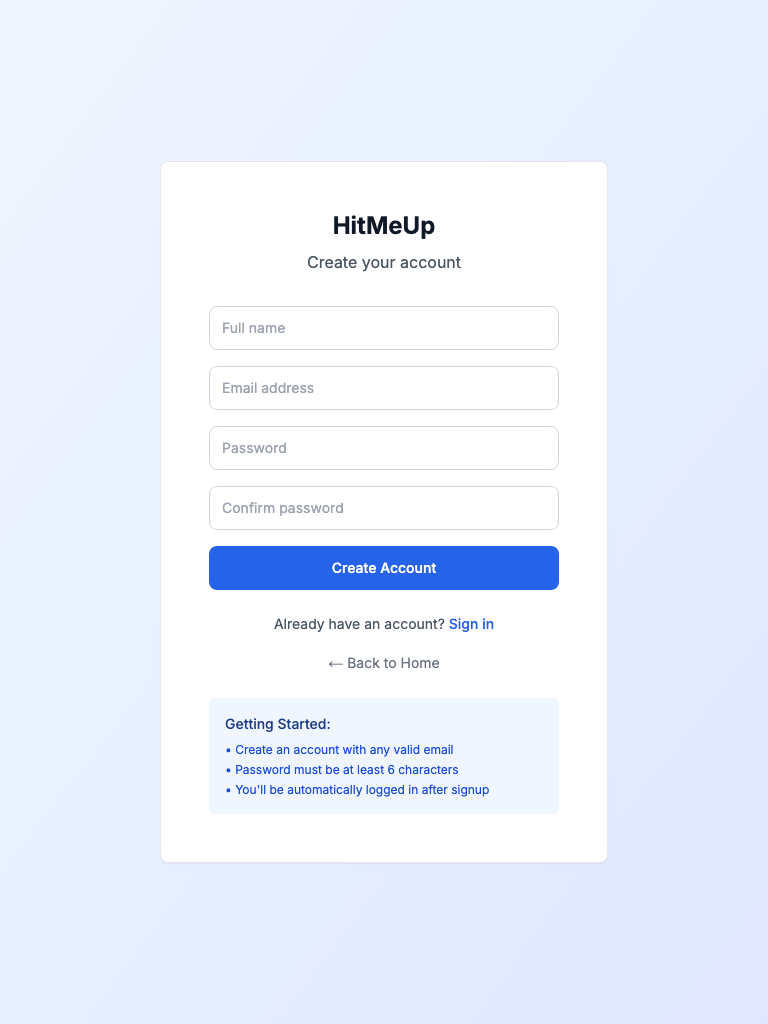 HitMeUp
Create your account
Full name
Email address
Password
Confirm password
Create Account
Already have an account? Sign in
← Back to Home
Getting Started:
• Create an account with any valid email
• Password must be at least 6 characters
• You'll be automatically logged in after signup